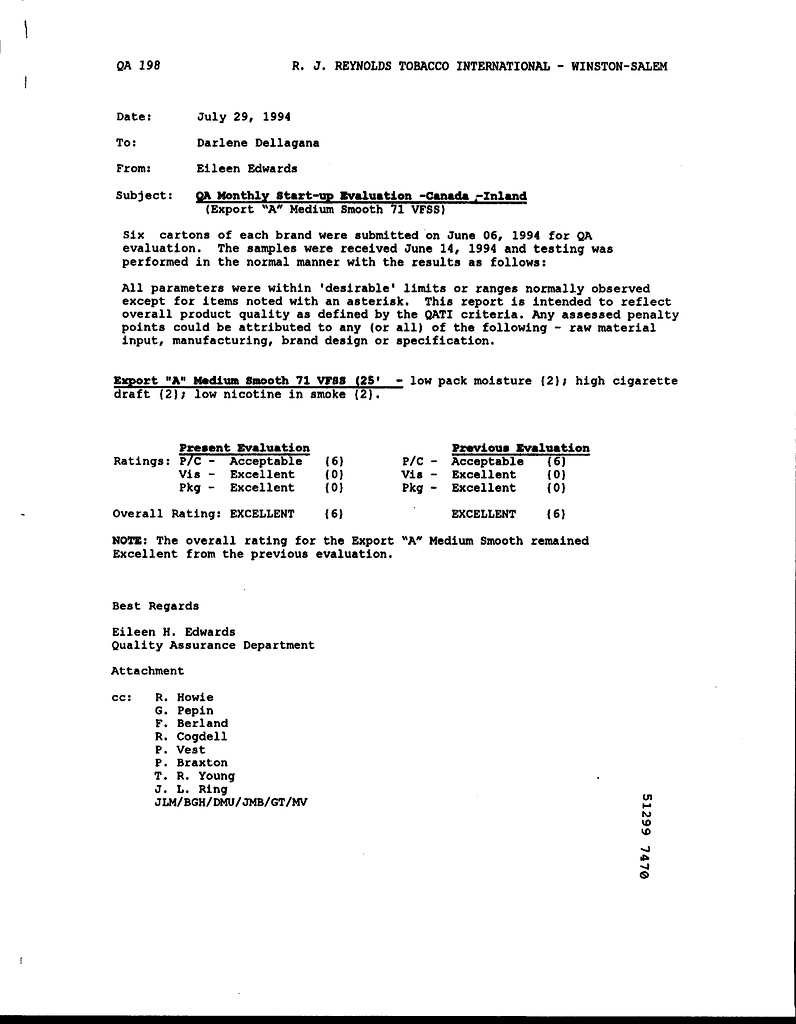 QA 198 R. J. REYNOLDS TOBACCO INTERNATIONAL - WINSTON-SALEM
Date: July 29, 1994
To: Darlene Dellagana
From: Eileen Edwards
Subject: QA Monthly Start-up Evaluation -Canada -Inland
(Export "A" Medium Smooth 71 VFSS)
Six cartons of each brand were submitted on June 06, 1994 for QA
evaluation. The samples were received June 14, 1994 and testing was
performed in the normal manner with the results as follows:
All parameters were within 'desirable' limits or ranges normally observed
except for items noted with an asterisk. This report is intended to reflect
overall product quality as defined by the QATI criteria. Any assessed penalty
points could be attributed to any (or all) of the following - raw material
input, manufacturing, brand design or specification.
Export "A" Medium Smooth 71 VFSS (25' - low pack moisture (2); high cigarette
draft (2); low nicotine in smoke (2).
Present Evaluation Previous Evaluation
Ratings: P/C - Acceptable (6) P/C - Acceptable (6)
Vis - Excellent (0) Vis - Excellent (0)
Pkg - Excellent (0) Pkg - Excellent (0)
Overall Rating: EXCELLENT (6) EXCELLENT (6)
NOTE: The overall rating for the Export "A" Medium Smooth remained
Excellent from the previous evaluation.
Best Regards
Eileen H. Edwards
Quality Assurance Department
Attachment
cc: R. Howie
G. Pepin
F. Berland
R. Cogdell
P. Vest
P. Braxton
T. R. Young
J. L. Ring
JLM/BGH/DMU/JMB/GT/MV
51299 7470